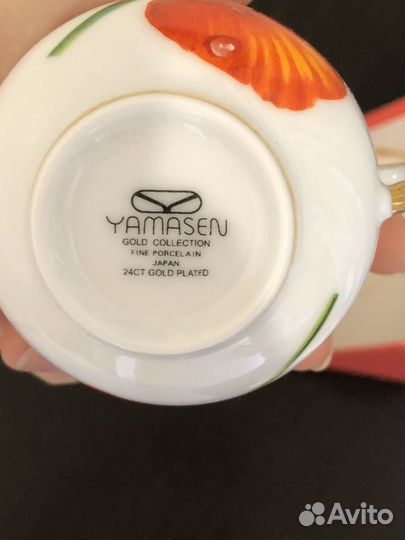 YAMASEN
GOLD COLLECTION
FINE PORCELAIN
JAPAN
24CT GOLD PLATED
Avito